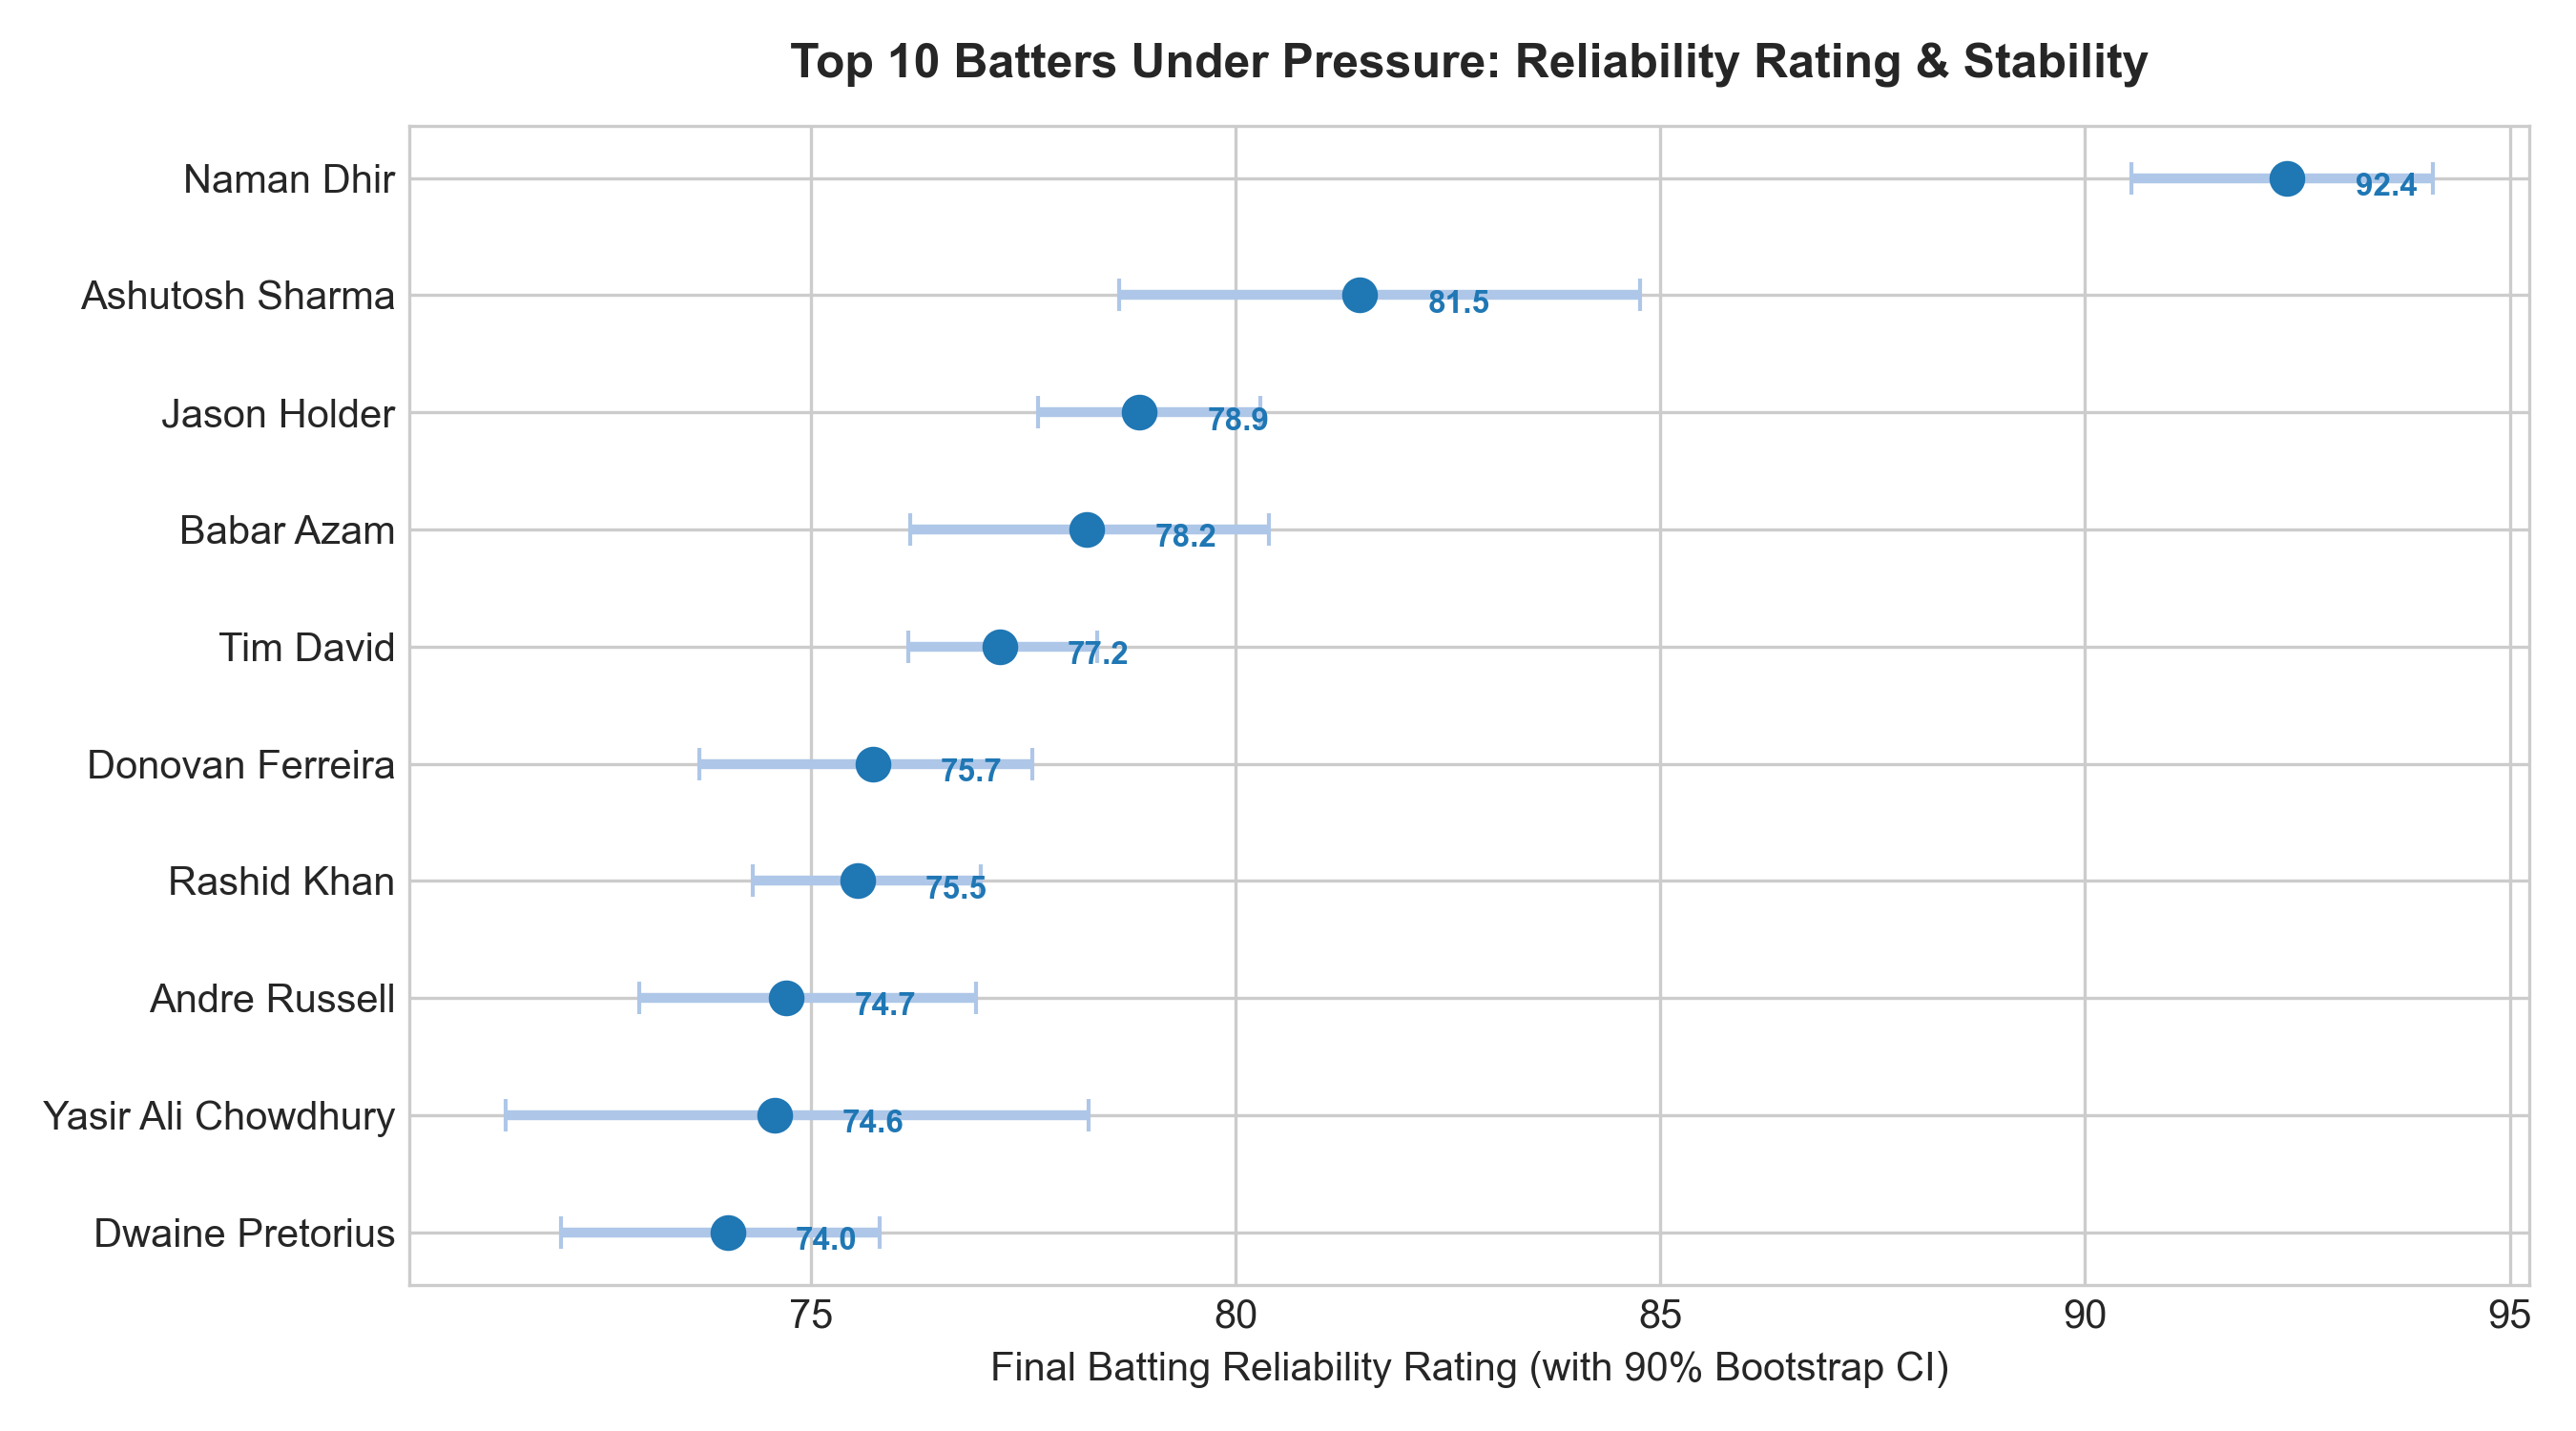 Top 10 Batters Under Pressure: Reliability Rating & Stability
Naman Dhir
92.4
Ashutosh Sharma
81.5
Jason Holder
78.9
Babar Azam
78.2
Tim David
77.2
Donovan Ferreira
75.7
Rashid Khan
75.5
Andre Russell
74.7
Yasir Ali Chowdhury
74.6
Dwaine Pretorius
74.0
75 80 85 90 95
Final Batting Reliability Rating (with 90% Bootstrap CI)